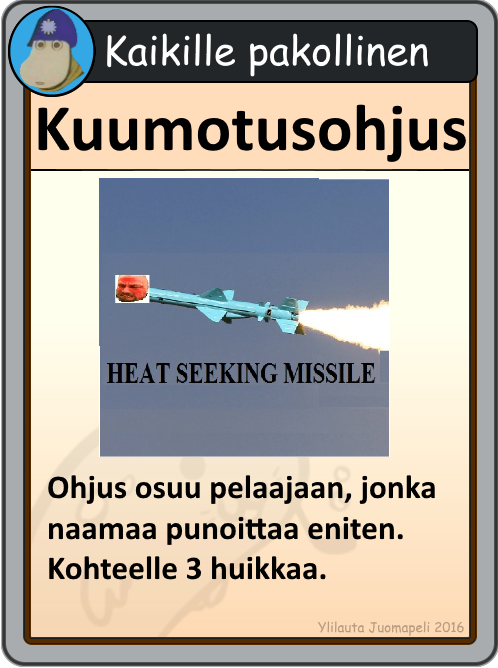 Kaikille pakollinen
Kuumotusohjus
HEAT SEEKING MISSILE
Ohjus osuu pelaajaan, jonka
naamaa punoittaa eniten.
Kohteelle 3 huikkaa.
Ylilauta Juomapeli 2016